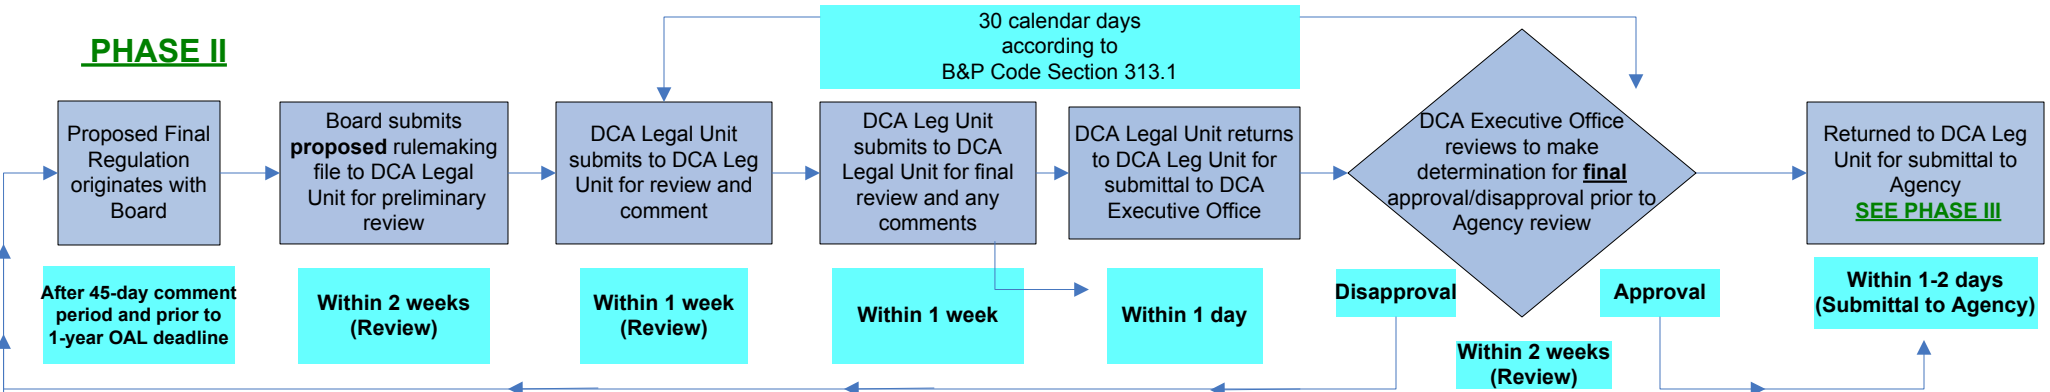 PHASE II
30 calendar days
according to
B&P Code Section 313.1
Proposed Final
Regulation
originates with
Board
Board submits
proposed rulemaking
file to DCA Legal
Unit for preliminary
review
DCA Legal Unit
submits to DCA Leg
Unit for review and
comment
DCA Leg Unit
submits to DCA
Legal Unit for final
review and any
comments
DCA Legal Unit returns
to DCA Leg Unit for
submittal to DCA
Executive Office
DCA Executive Office
reviews to make
determination for final
approval/disapproval prior to
Agency review
Returned to DCA Leg
Unit for submittal to
Agency
SEE PHASE III
After 45-day comment
period and prior to
1-year OAL deadline
Within 2 weeks
(Review)
Within 1 week
(Review)
Within 1 week
Within 1 day
Disapproval
Approval
Within 2 weeks
(Review)
Within 1-2 days
(Submittal to Agency)